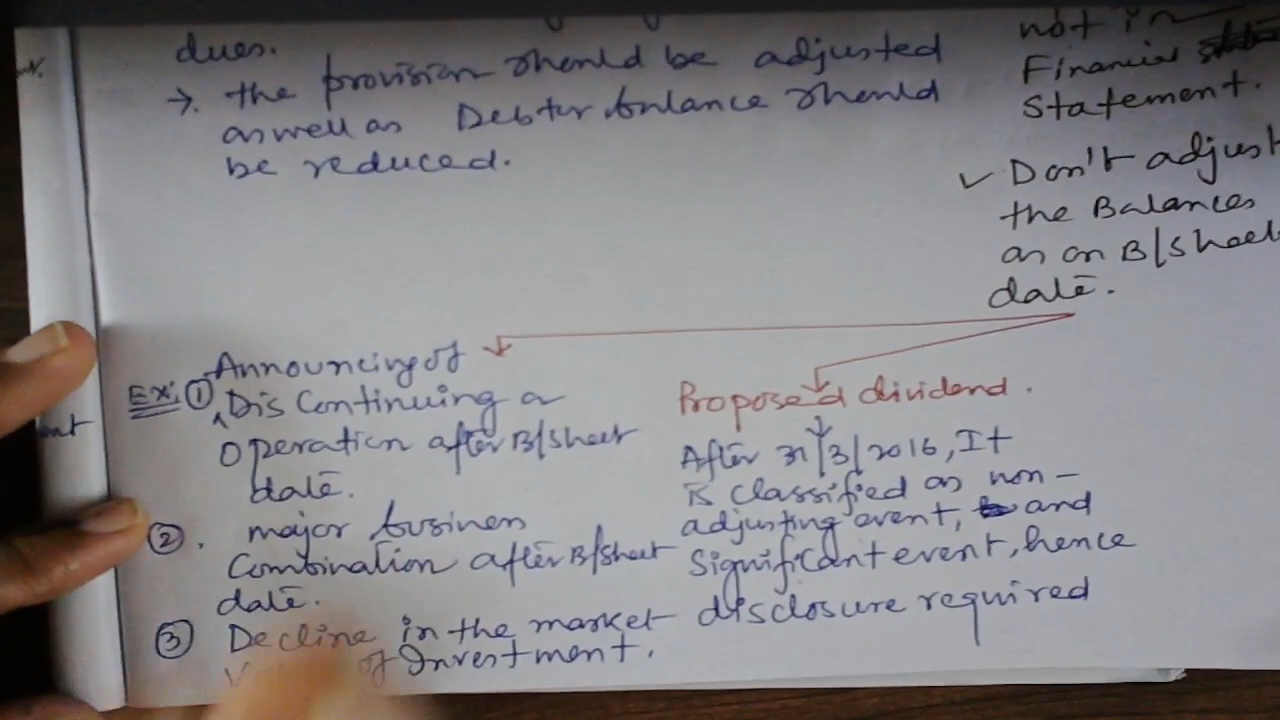 dues.
→. the provision should be adjusted
as well as Debtor balance should
be reduced.
not in
Financial
Statement.
✓ Don't adjust
the Balances
as on B/Sheet
date.
Ex: ① Announcing of
Dis Continuing a
Operation after B/Sheet
date.
②. major business
Combination after B/Sheet
date.
③ Decline in the market
of Investment.
Proposed dividend.
After 31/3/2016, It
is classified as non-
adjusting event, and
Significant event, hence
disclosure required